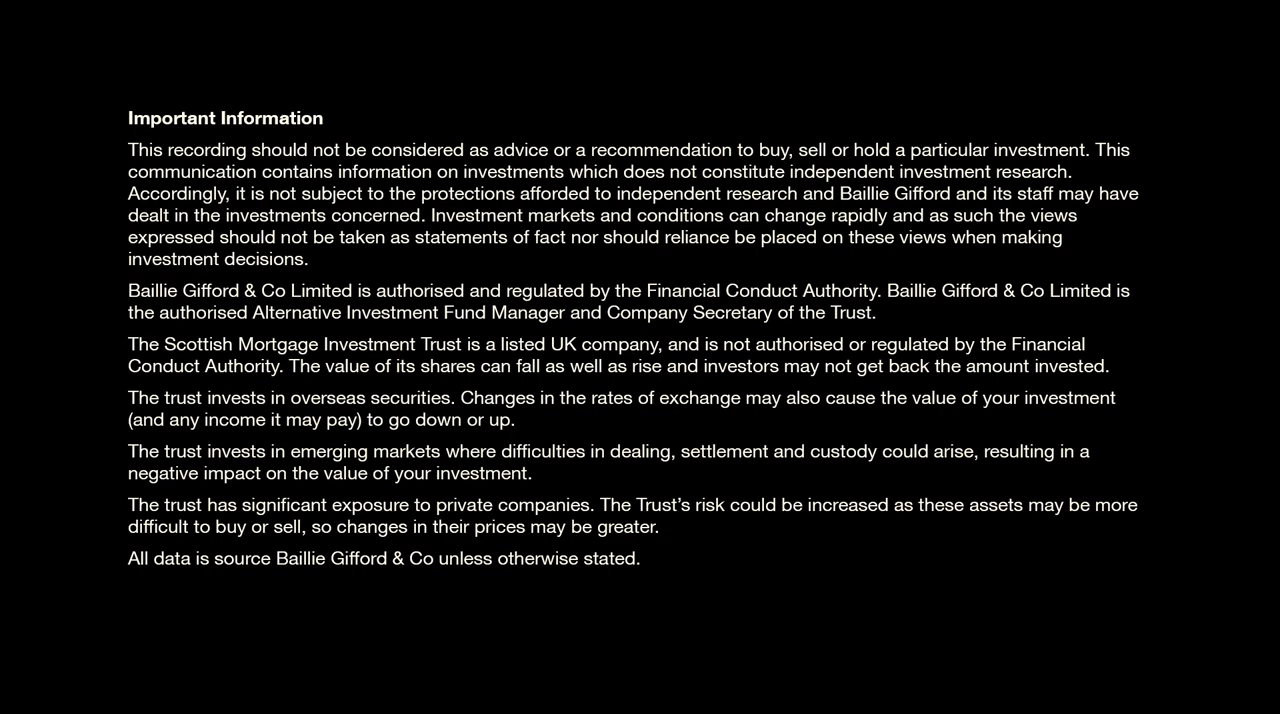 Important Information
This recording should not be considered as advice or a recommendation to buy, sell or hold a particular investment. This
communication contains information on investments which does not constitute independent investment research.
Accordingly, it is not subject to the protections afforded to independent research and Baillie Gifford and its staff may have
dealt in the investments concerned. Investment markets and conditions can change rapidly and as such the views
expressed should not be taken as statements of fact nor should reliance be placed on these views when making
investment decisions.
Baillie Gifford & Co Limited is authorised and regulated by the Financial Conduct Authority. Baillie Gifford & Co Limited is
the authorised Alternative Investment Fund Manager and Company Secretary of the Trust.
The Scottish Mortgage Investment Trust is a listed UK company, and is not authorised or regulated by the Financial
Conduct Authority. The value of its shares can fall as well as rise and investors may not get back the amount invested.
The trust invests in overseas securities. Changes in the rates of exchange may also cause the value of your investment
(and any income it may pay) to go down or up.
The trust invests in emerging markets where difficulties in dealing, settlement and custody could arise, resulting in a
negative impact on the value of your investment.
The trust has significant exposure to private companies. The Trust’s risk could be increased as these assets may be more
difficult to buy or sell, so changes in their prices may be greater.
All data is source Baillie Gifford & Co unless otherwise stated.